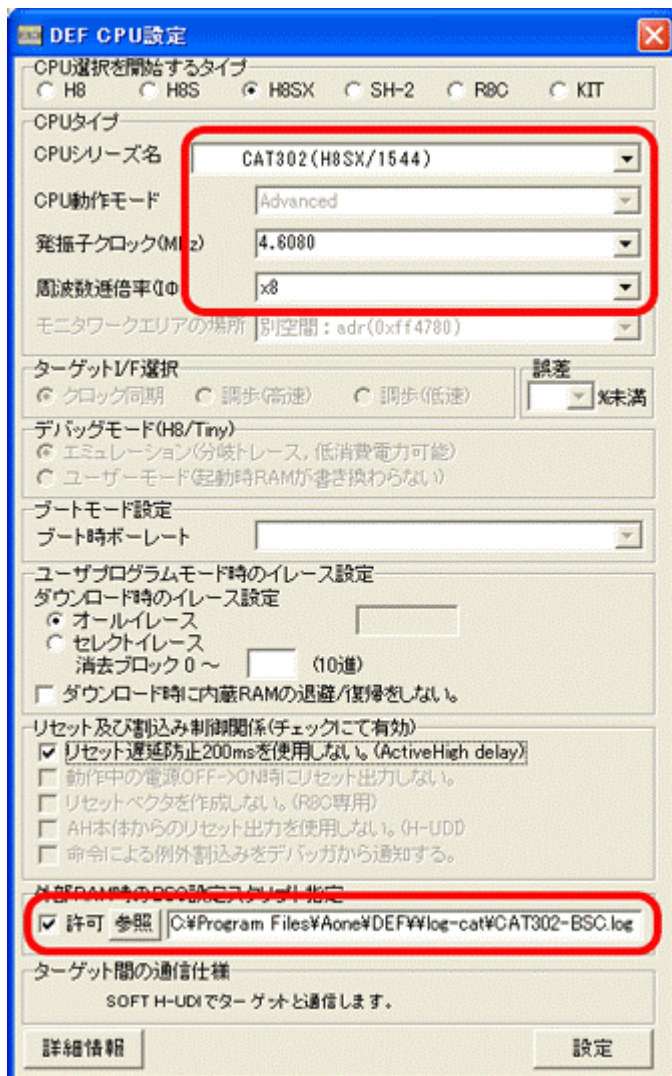 DEF CPU設定
CPU選択を開始するタイプ
H8 H8S H8SX SH-2 R8C KIT
CPUタイプ
CPUシリーズ名 CAT302(H8SX/1544)
CPU動作モード Advanced
発振子クロック(MHz) 4.6080
周波数逓倍率(IΦ x8
モニタワークエリアの場所 別空間：adr(0xff4780)
ターゲットI/F選択 誤差
クロック同期 調歩(高速) 調歩(低速) %未満
デバッグモード(H8/Tiny)
エミュレーション(分岐トレース, 低消費電力可能)
ユーザーモード(起動時RAMが書き換わらない)
ブートモード設定
ブート時ボーレート
ユーザプログラムモード時のイレース設定
ダウンロード時のイレース設定
オールイレース
セレクトイレース
消去ブロック 0 ～ (10進)
ダウンロード時に内蔵RAMの退避/復帰をしない。
リセット及び割込み制御関係(チェックにて有効)
リセット遅延防止200msを使用しない。(ActiveHigh delay)
動作中の電源OFF->ON時にリセット出力しない。
リセットベクタを作成しない。(R8C専用)
AH本体からのリセット出力を使用しない。(H-UDI)
命令による例外割込みをデバッガから通知する。
外部RAM時のBSC設定スクリプト指定
許可 参照 C:¥Program Files¥Aone¥DEF¥¥log-cat¥CAT302-BSC.log
ターゲット間の通信仕様
SOFT H-UDIでターゲットと通信します。
詳細情報 設定